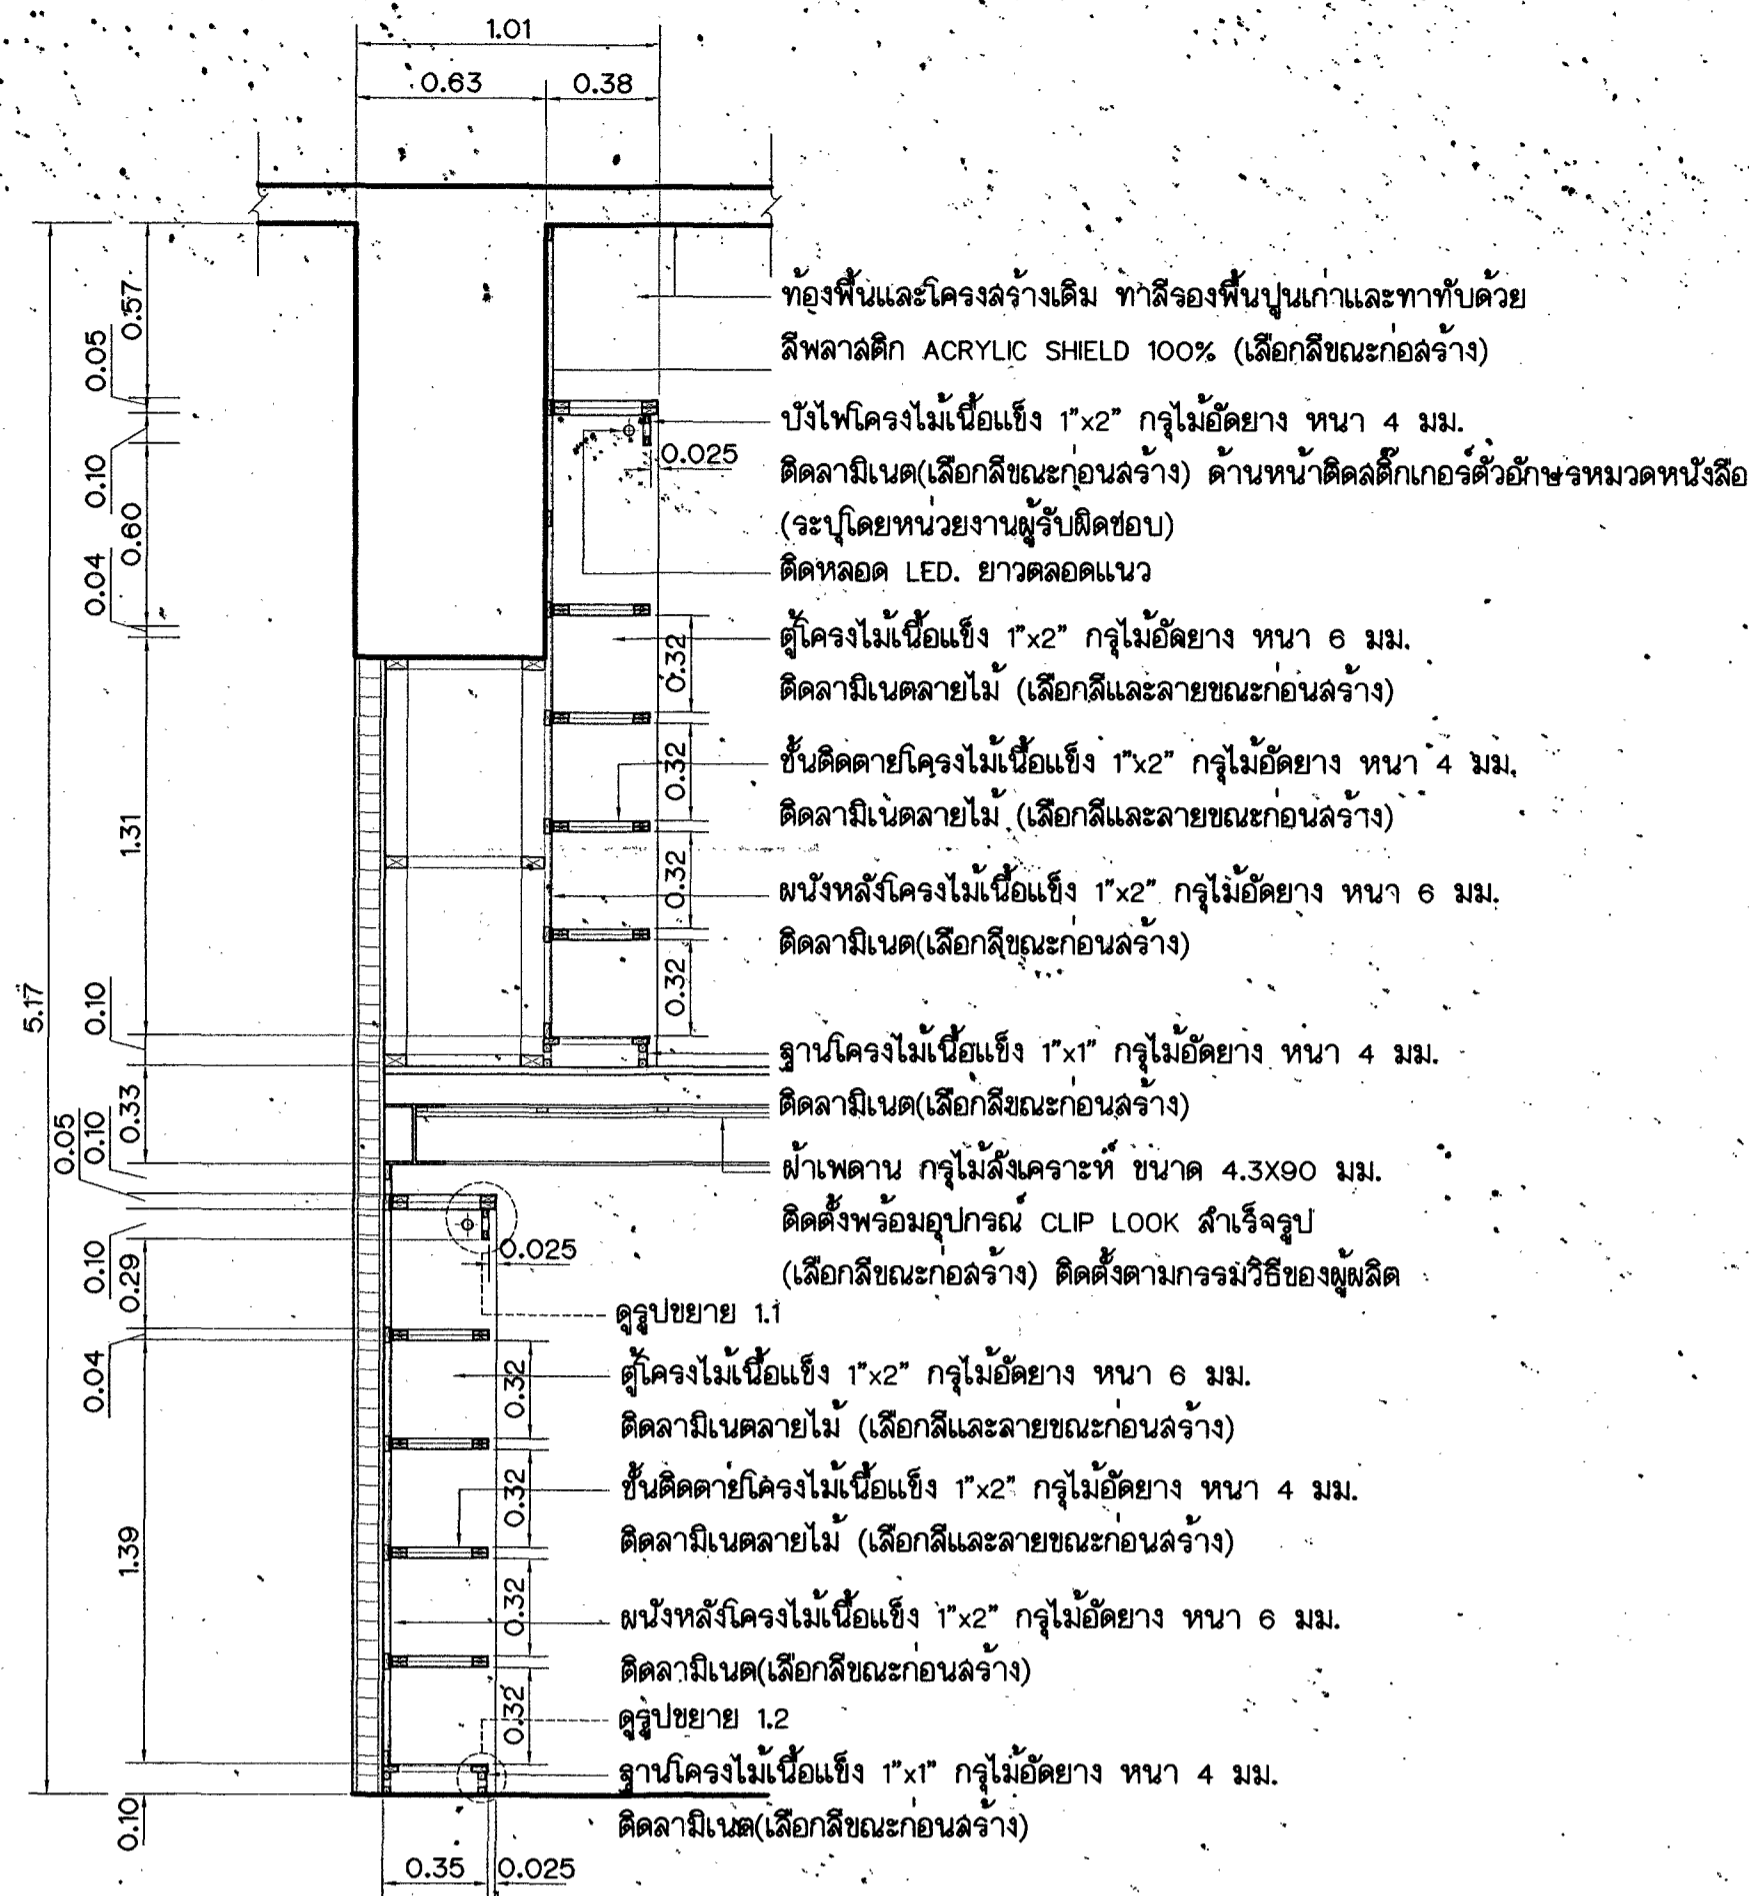 1.01
0.63
0.38
0.57
0.05
0.10
0.60
0.04
1.31
0.10
5.17
0.33
0.10
0.05
0.10
0.29
0.04
1.39
0.10
ท้องพื้นและโครงสร้างเดิม ทาสีรองพื้นปูนเก่าและทาทับด้วย
สีพลาสติก ACRYLIC SHIELD 100% (เลือกสีขณะก่อสร้าง)
บังไฟโครงไม้เนื้อแข็ง 1"x2" กรุไม้อัดยาง หนา 4 มม.
0.025
ติดลามิเนต(เลือกสีขณะก่อนสร้าง) ด้านหน้าติดสติ๊กเกอร์ตัวอักษรหมวดหนังสือ
(ระบุโดยหน่วยงานผู้รับผิดชอบ)
ติดหลอด LED. ยาวตลอดแนว
ตู้โครงไม้เนื้อแข็ง 1"x2" กรุไม้อัดยาง หนา 6 มม.
0.32
ติดลามิเนตลายไม้ (เลือกสีและลายขณะก่อนสร้าง)
ชั้นติดตายโครงไม้เนื้อแข็ง 1"x2" กรุไม้อัดยาง หนา 4 มม.
0.32
ติดลามิเน้ตลายไม้ (เลือกสีและลายขณะก่อนสร้าง)
0.32
ผนังหลังโครงไม้เนื้อแข็ง 1"x2" กรุไม้อัดยาง หนา 6 มม.
ติดลามิเนต(เลือกสีขณะก่อนสร้าง)
0.32
ฐานโครงไม้เนื้อแข็ง 1"x1" กรุไม้อัดยาง หนา 4 มม.
ติดลามิเนต(เลือกสีขณะก่อนสร้าง)
ฝ้าเพดาน กรุไม้สังเคราะห์ ขนาด 4.3X90 มม.
ติดตั้งพร้อมอุปกรณ์ CLIP LOOK สำเร็จรูป
0.025
(เลือกสีขณะก่อสร้าง) ติดตั้งตามกรรมวิธีของผู้ผลิต
ดูรูปขยาย 1.1
ตู้โครงไม้เนื้อแข็ง 1"x2" กรุไม้อัดยาง หนา 6 มม.
0.32
ติดลามิเนตลายไม้ (เลือกสีและลายขณะก่อนสร้าง)
ชั้นติดตายโครงไม้เนื้อแข็ง 1"x2" กรุไม้อัดยาง หนา 4 มม.
0.32
ติดลามิเนตลายไม้ (เลือกสีและลายขณะก่อนสร้าง)
0.32
ผนังหลังโครงไม้เนื้อแข็ง 1"x2" กรุไม้อัดยาง หนา 6 มม.
ติดลามิเนต(เลือกสีขณะก่อนสร้าง)
0.32
ดูรูปขยาย 1.2
ฐานโครงไม้เนื้อแข็ง 1"x1" กรุไม้อัดยาง หนา 4 มม.
ติดลามิเนต(เลือกสีขณะก่อนสร้าง)
0.35
0.025